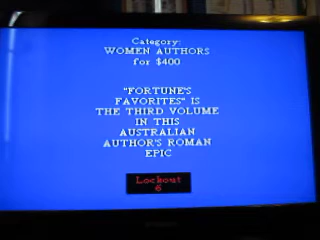 Category:
WOMEN AUTHORS
for $400
"FORTUNE'S
FAVORITES" IS
THE THIRD VOLUME
IN THIS
AUSTRALIAN
AUTHOR'S ROMAN
EPIC
Lockout
6